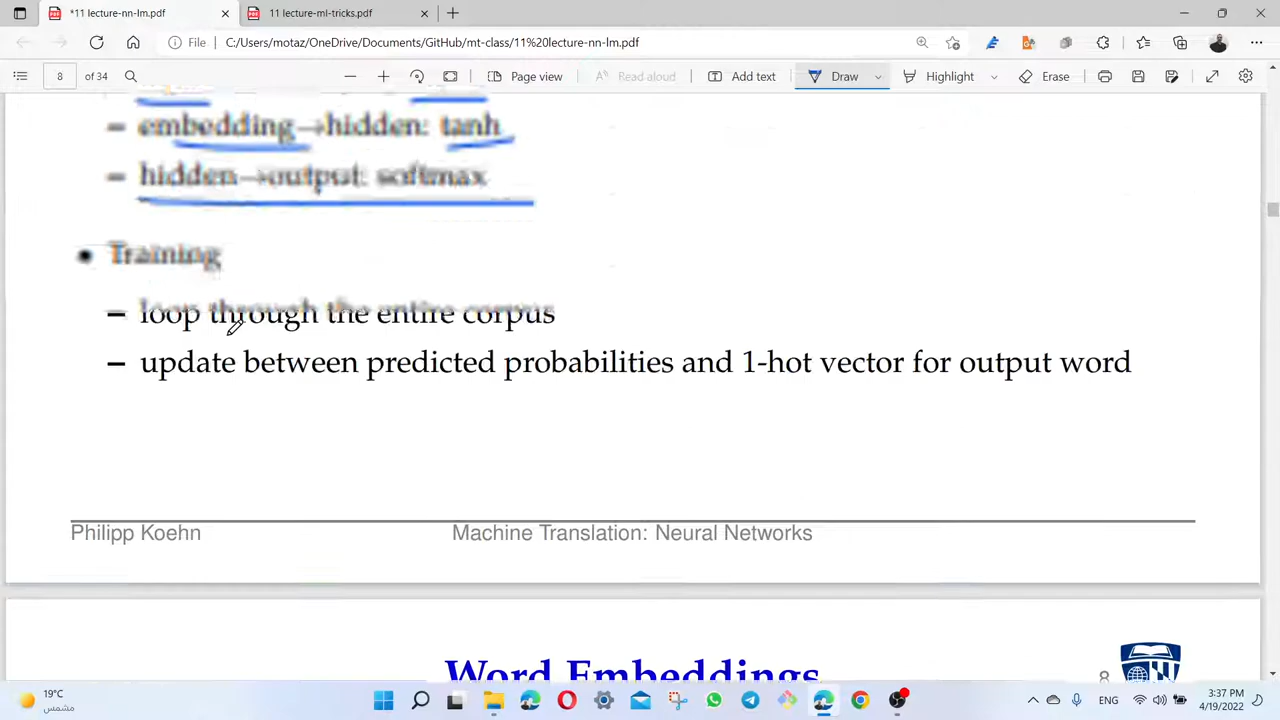 *11 lecture-nn-lm.pdf
11 lecture-ml-tricks.pdf
File
C:/Users/motaz/OneDrive/Documents/GitHub/mt-class/11%20lecture-nn-lm.pdf
8 of 34
Page view
Read aloud
Add text
Draw
Highlight
Erase
– embedding→hidden: tanh
– hidden→output: softmax
• Training
– loop through the entire corpus
– update between predicted probabilities and 1-hot vector for output word
Philipp Koehn
Machine Translation: Neural Networks
Word Embeddings
8
19°C
مشمس
ENG
3:37 PM
4/19/2022